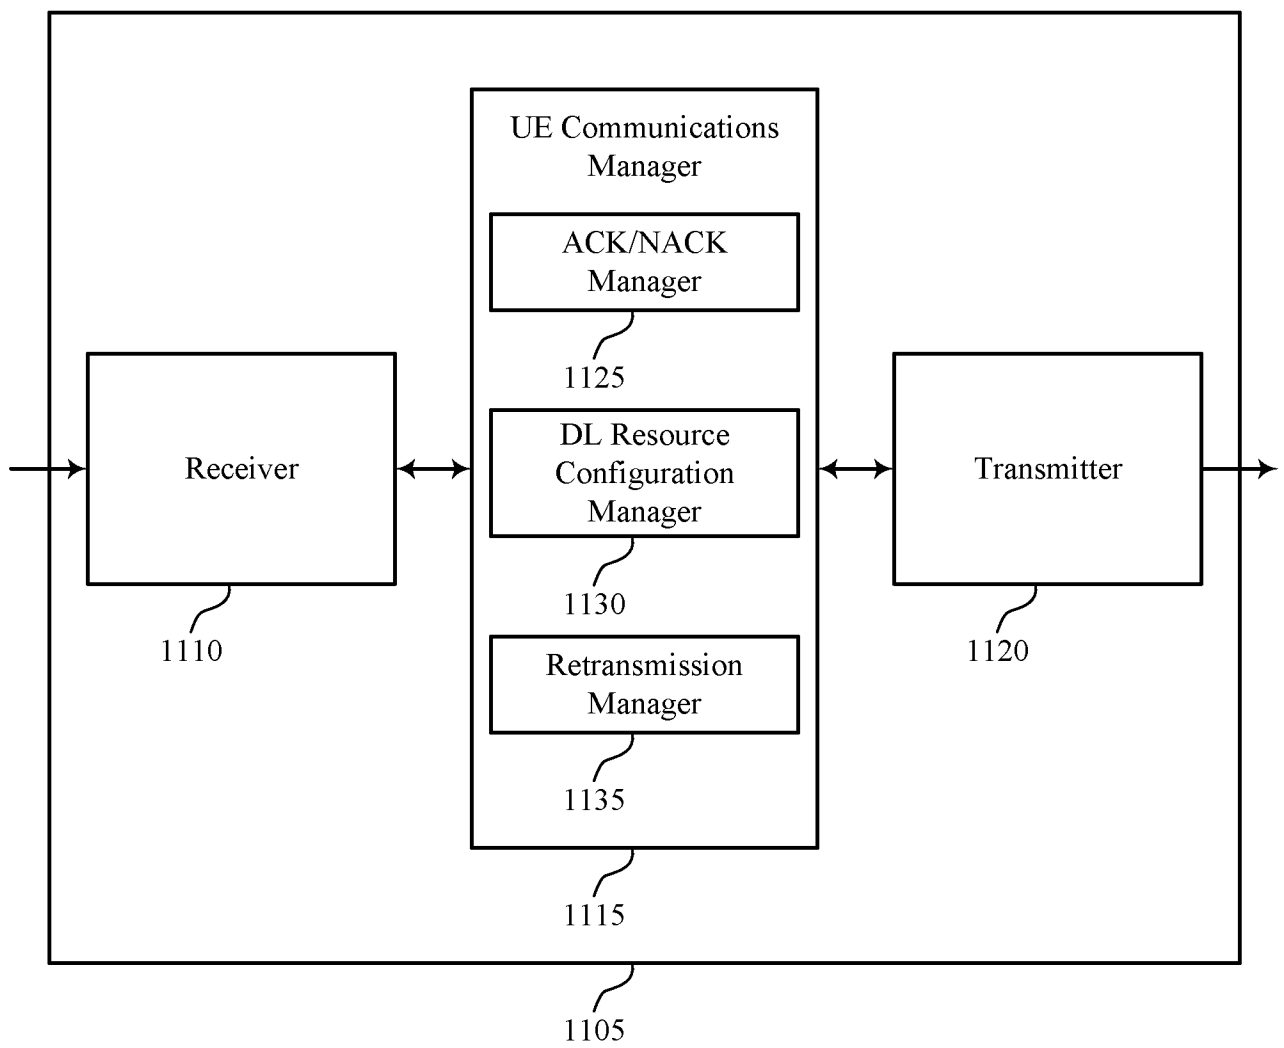 UE Communications
Manager
ACK/NACK
Manager
1125
DL Resource
Configuration
Manager
1130
Retransmission
Manager
1135
1115
Receiver
1110
Transmitter
1120
1105